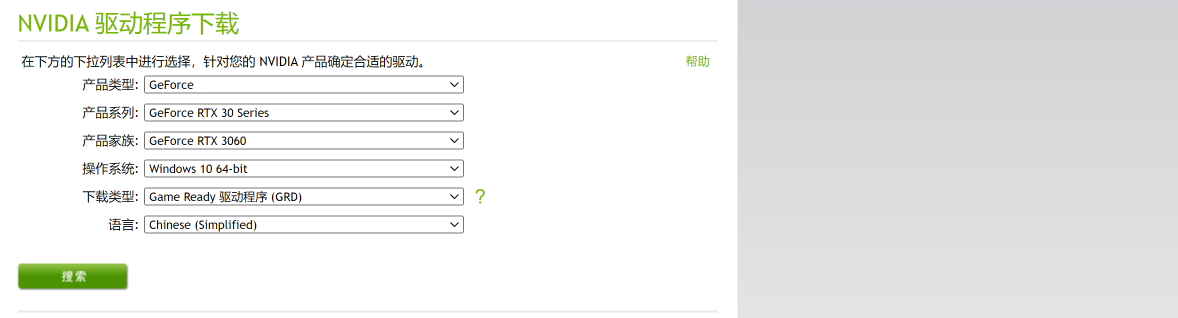 NVIDIA 驱动程序下载
在下方的下拉列表中进行选择，针对您的 NVIDIA 产品确定合适的驱动。 帮助
产品类型: GeForce
产品系列: GeForce RTX 30 Series
产品家族: GeForce RTX 3060
操作系统: Windows 10 64-bit
下载类型: Game Ready 驱动程序 (GRD) ?
语言: Chinese (Simplified)
搜索